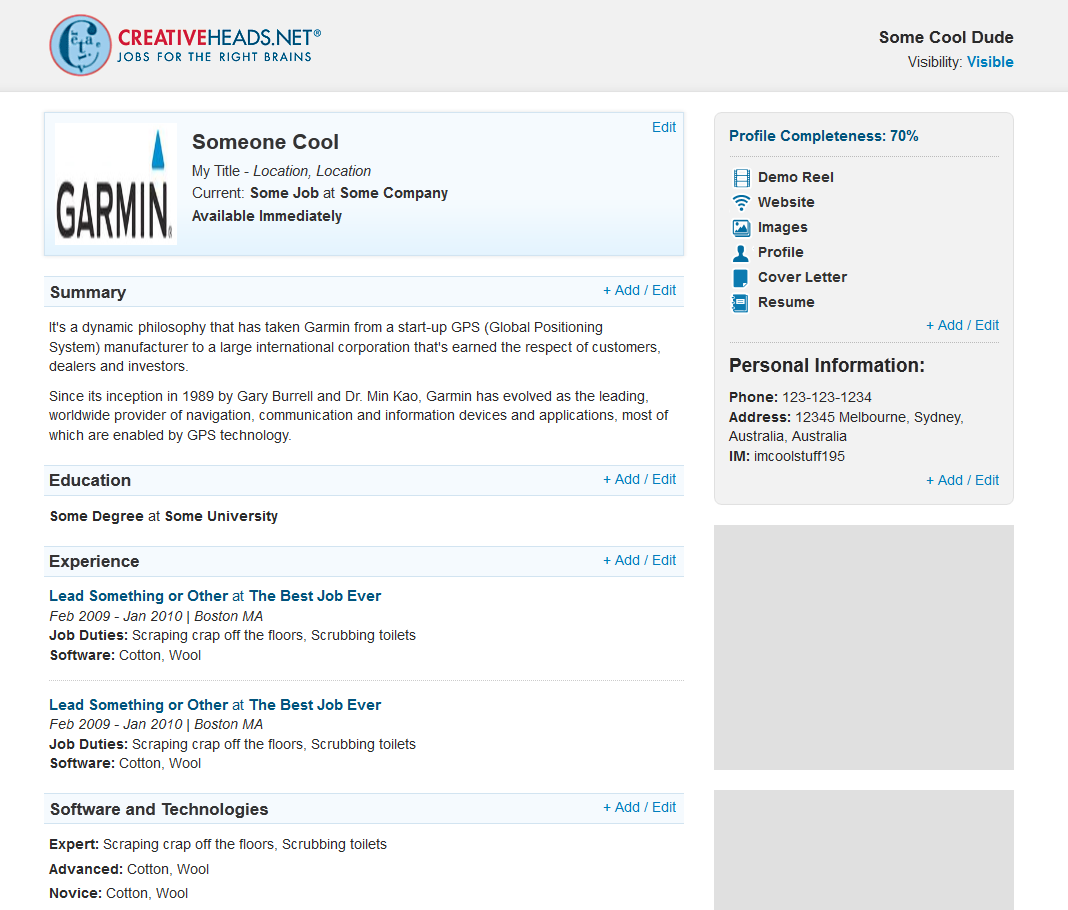 CREATIVEHEADS.NET®
JOBS FOR THE RIGHT BRAINS
Some Cool Dude
Visibility: Visible
GARMIN®
Edit
Someone Cool
My Title - Location, Location
Current: Some Job at Some Company
Available Immediately
Summary
+ Add / Edit
It's a dynamic philosophy that has taken Garmin from a start-up GPS (Global Positioning
System) manufacturer to a large international corporation that's earned the respect of customers,
dealers and investors.
Since its inception in 1989 by Gary Burrell and Dr. Min Kao, Garmin has evolved as the leading,
worldwide provider of navigation, communication and information devices and applications, most of
which are enabled by GPS technology.
Education
+ Add / Edit
Some Degree at Some University
Experience
+ Add / Edit
Lead Something or Other at The Best Job Ever
Feb 2009 - Jan 2010 | Boston MA
Job Duties: Scraping crap off the floors, Scrubbing toilets
Software: Cotton, Wool
Lead Something or Other at The Best Job Ever
Feb 2009 - Jan 2010 | Boston MA
Job Duties: Scraping crap off the floors, Scrubbing toilets
Software: Cotton, Wool
Software and Technologies
+ Add / Edit
Expert: Scraping crap off the floors, Scrubbing toilets
Advanced: Cotton, Wool
Novice: Cotton, Wool
Profile Completeness: 70%
Demo Reel
Website
Images
Profile
Cover Letter
Resume
+ Add / Edit
Personal Information:
Phone: 123-123-1234
Address: 12345 Melbourne, Sydney,
Australia, Australia
IM: imcoolstuff195
+ Add / Edit